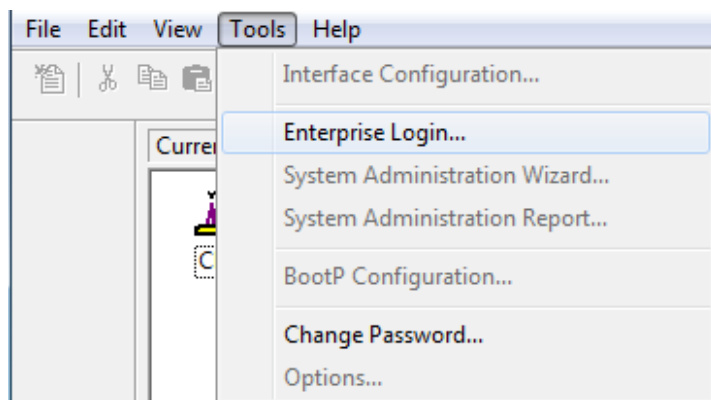 File Edit View Tools Help
Interface Configuration...
Enterprise Login...
System Administration Wizard...
System Administration Report...
BootP Configuration...
Change Password...
Options...